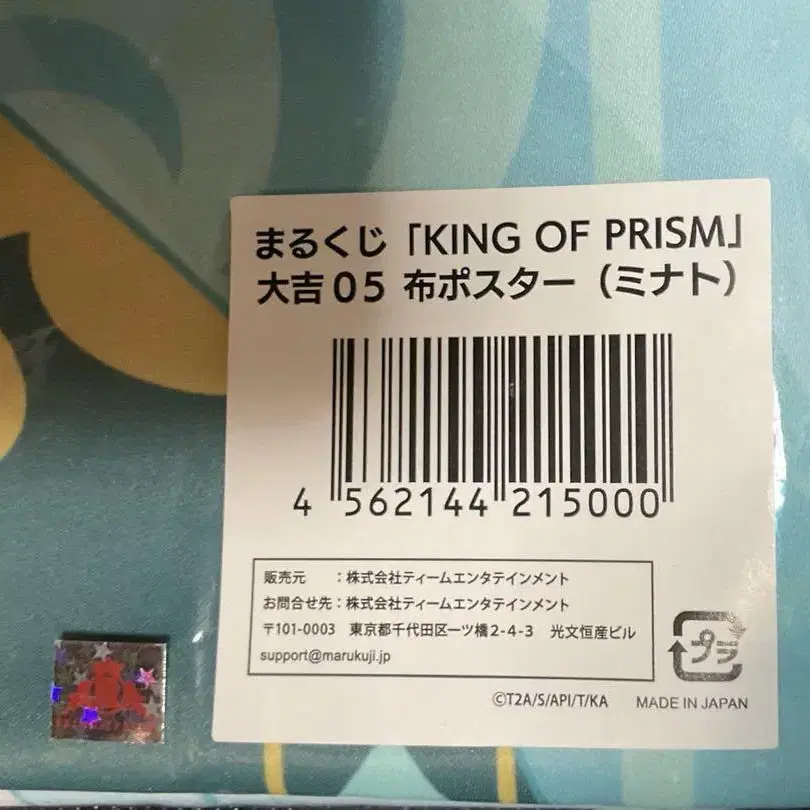 まるくじ「KING OF PRISM」
大吉05 布ポスター（ミナト）
4 562144 215000
販売元　：株式会社ティームエンタテインメント
お問合せ先：株式会社ティームエンタテインメント
〒101-0003　東京都千代田区一ツ橋2-4-3　光文恒産ビル
support@marukuji.jp
プラ
©T2A/S/API/T/KA
MADE IN JAPAN